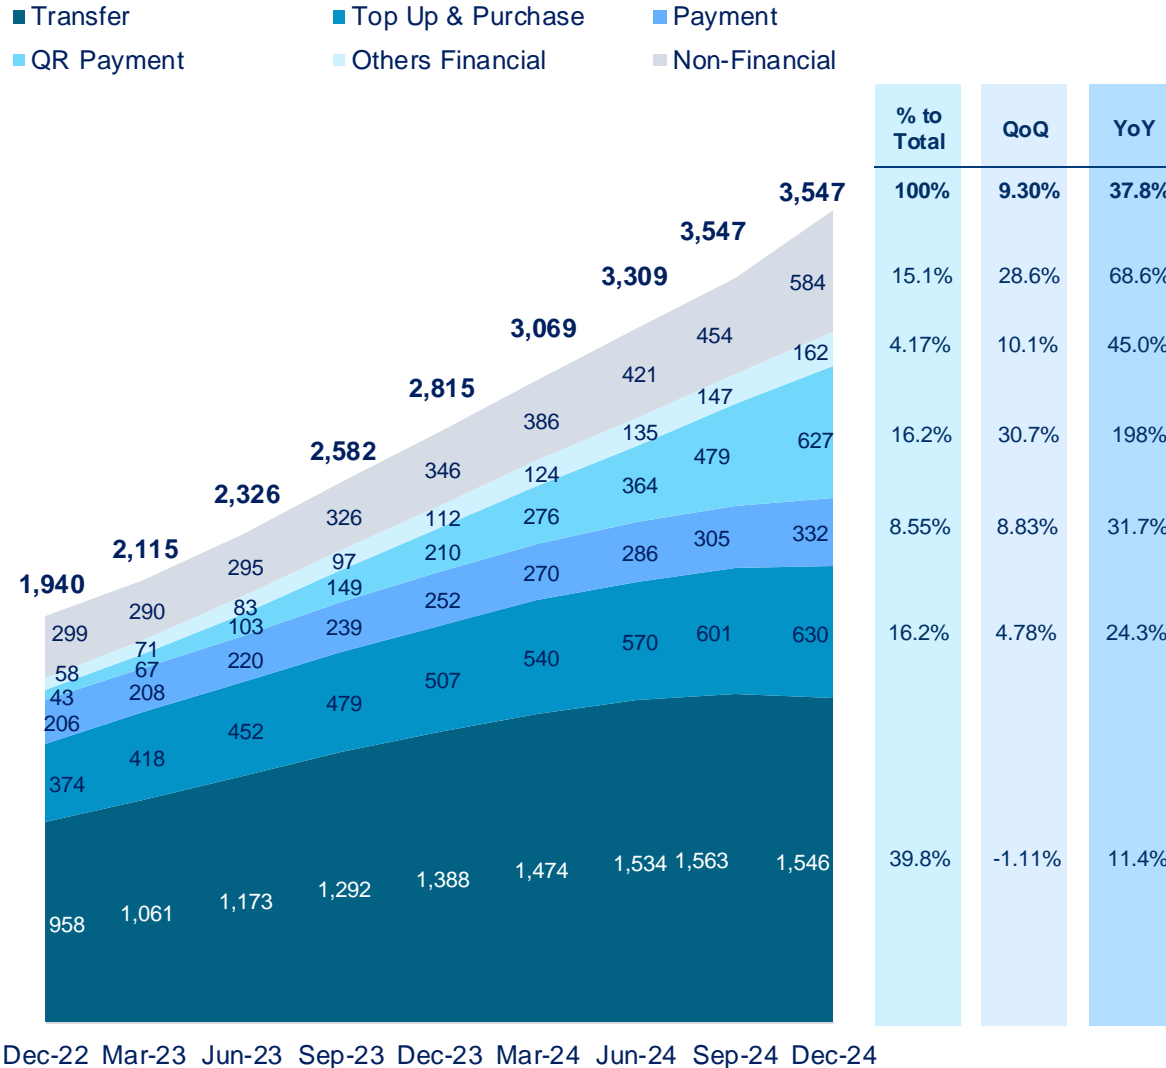 Transfer Top Up & Purchase Payment
QR Payment Others Financial Non-Financial
% to Total QoQ YoY
100% 9.30% 37.8%
15.1% 28.6% 68.6%
4.17% 10.1% 45.0%
16.2% 30.7% 198%
8.55% 8.83% 31.7%
16.2% 4.78% 24.3%
39.8% -1.11% 11.4%
1,940 2,115 2,326 2,582 2,815 3,069 3,309 3,547 3,547
299 290 295 326 346 386 421 454 584
58 71 83 97 112 124 135 147 162
43 67 103 149 210 276 364 479 627
206 208 220 239 252 270 286 305 332
374 418 452 479 507 540 570 601 630
958 1,061 1,173 1,292 1,388 1,474 1,534 1,563 1,546
Dec-22 Mar-23 Jun-23 Sep-23 Dec-23 Mar-24 Jun-24 Sep-24 Dec-24